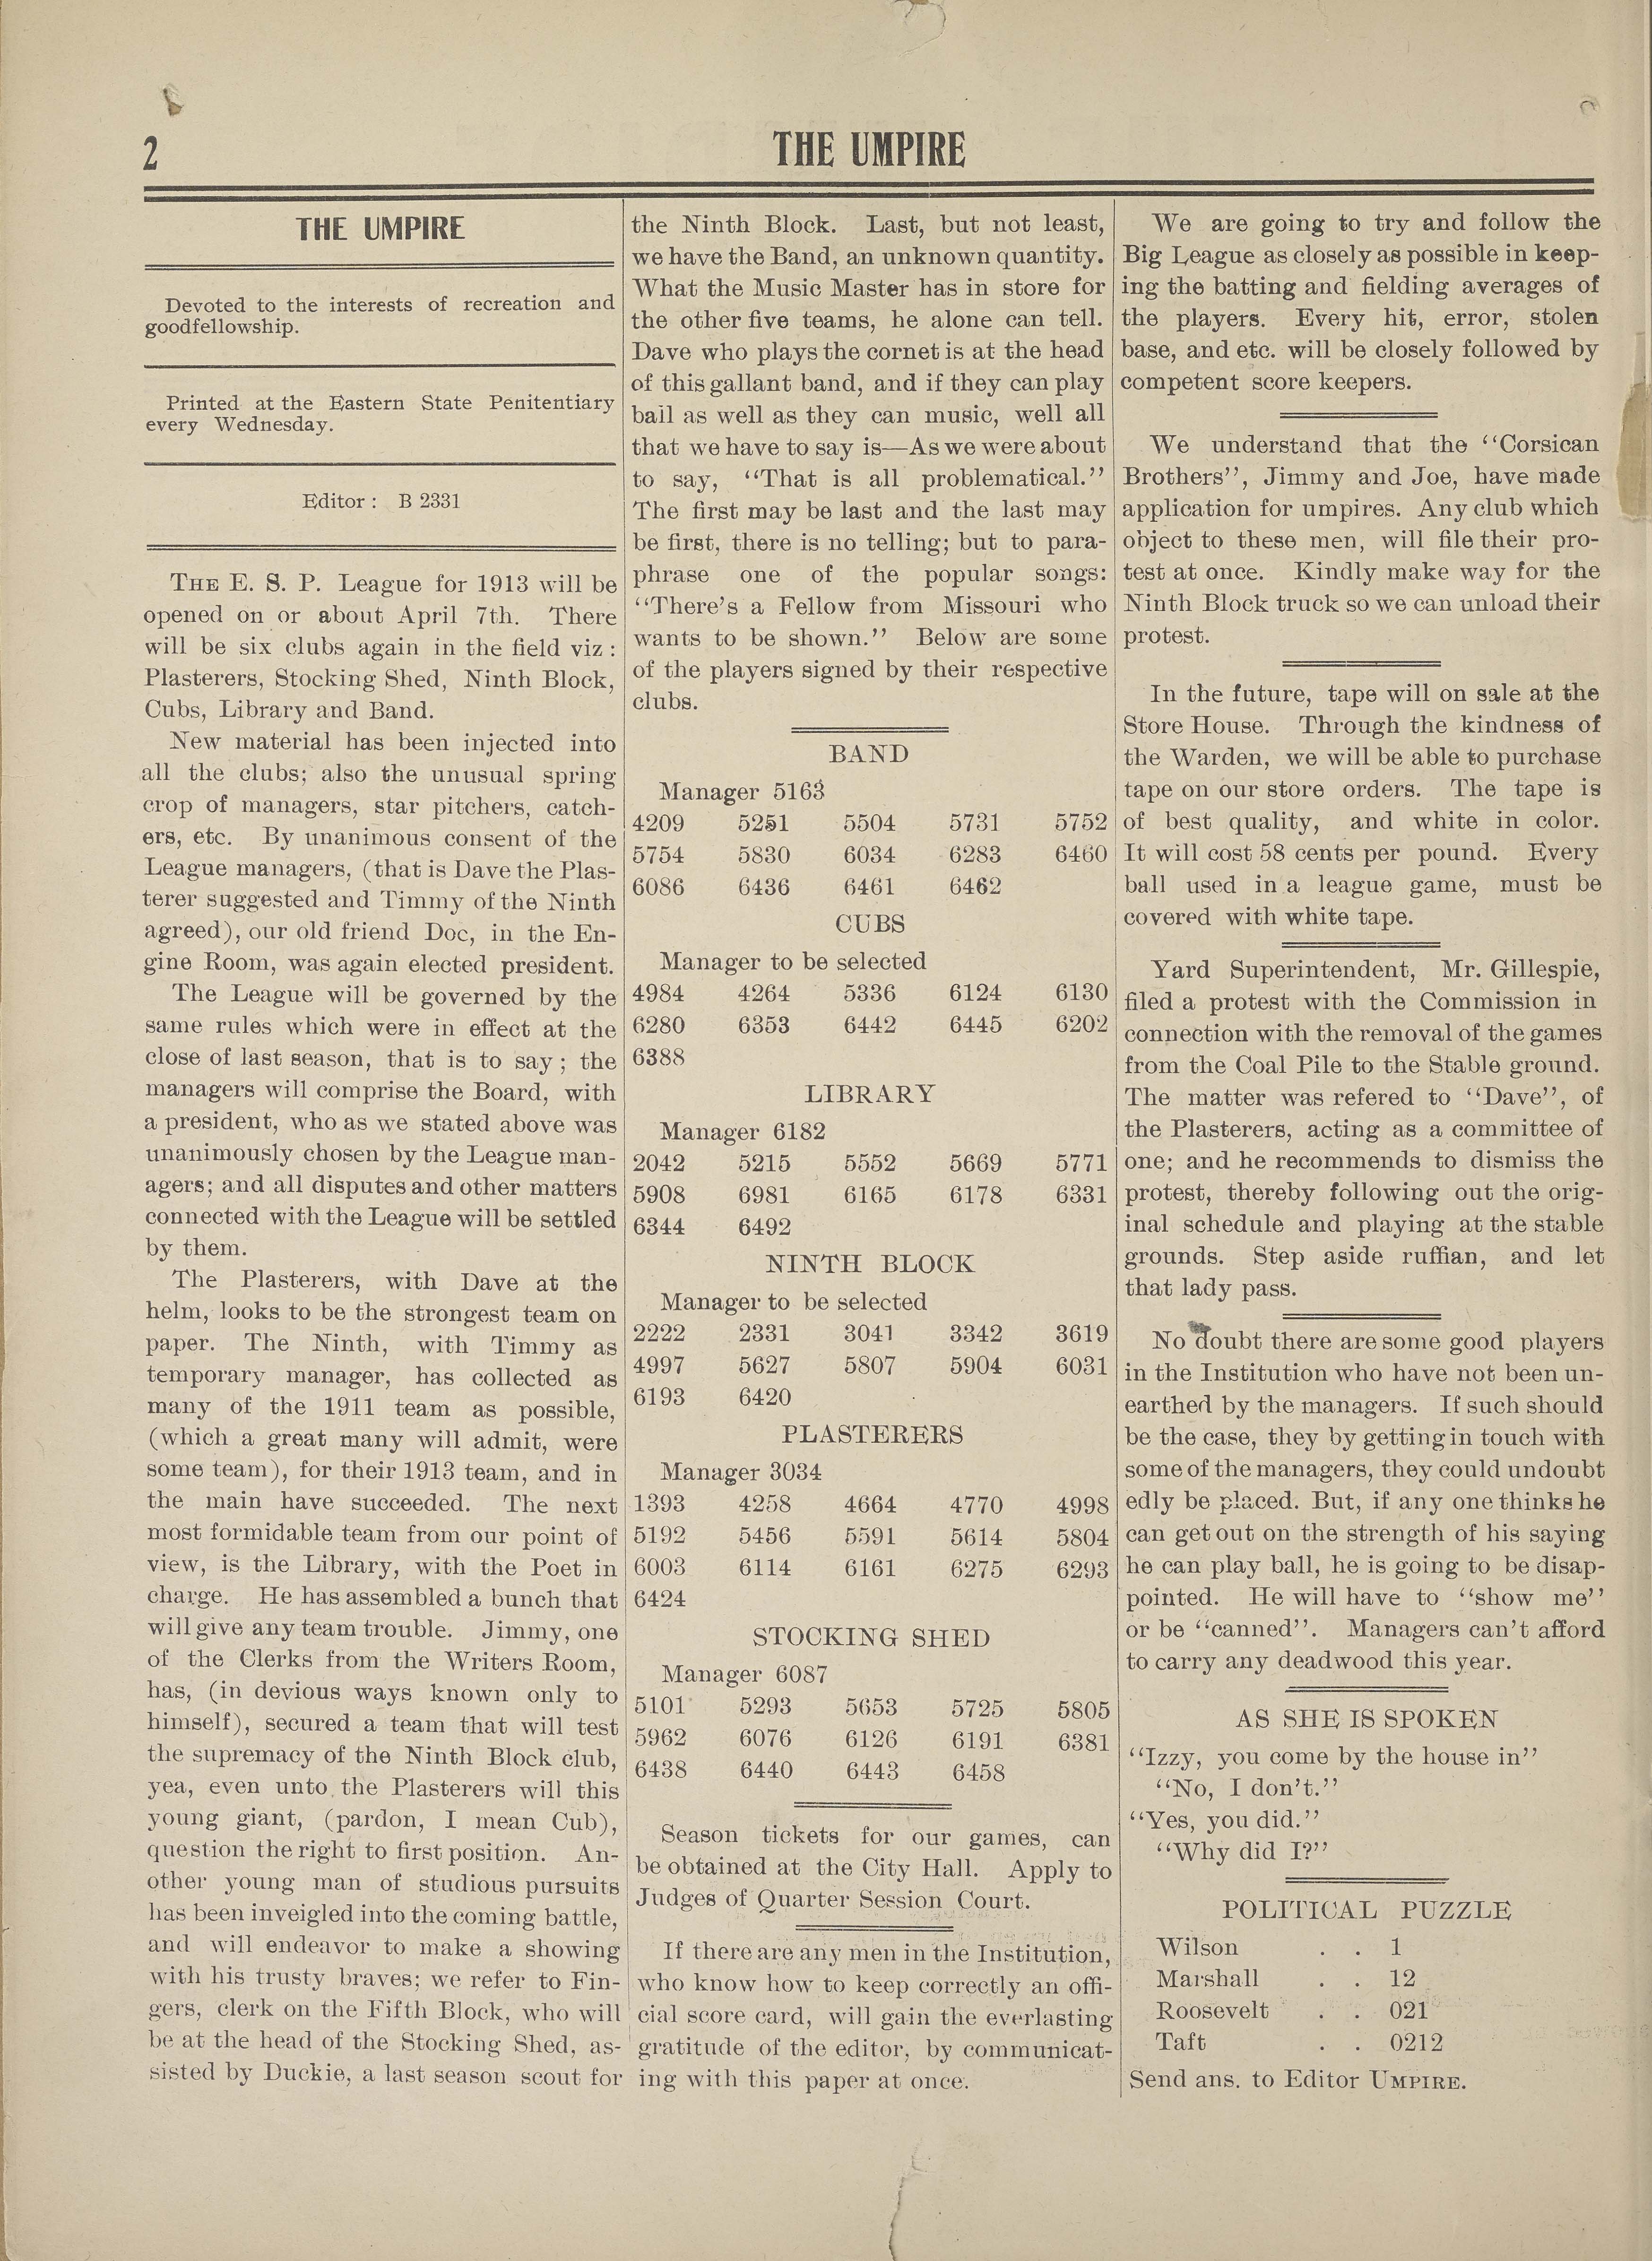 2
THE UMPIRE
THE UMPIRE
Devoted to the interests of recreation and
goodfellowship.
Printed at the Eastern State Penitentiary
every Wednesday.
Editor : B 2331
THE E. S. P. League for 1913 will be
opened on or about April 7th. There
will be six clubs again in the field viz :
Plasterers, Stocking Shed, Ninth Block,
Cubs, Library and Band.
New material has been injected into
all the clubs; also the unusual spring
crop of managers, star pitchers, catch-
ers, etc. By unanimous consent of the
League managers, (that is Dave the Plas-
terer suggested and Timmy of the Ninth
agreed), our old friend Doc, in the En-
gine Room, was again elected president.
The League will be governed by the
same rules which were in effect at the
close of last season, that is to say ; the
managers will comprise the Board, with
a president, who as we stated above was
unanimously chosen by the League man-
agers; and all disputes and other matters
connected with the League will be settled
by them.
The Plasterers, with Dave at the
helm, looks to be the strongest team on
paper. The Ninth, with Timmy as
temporary manager, has collected as
many of the 1911 team as possible,
(which a great many will admit, were
some team), for their 1913 team, and in
the main have succeeded. The next
most formidable team from our point of
view, is the Library, with the Poet in
charge. He has assembled a bunch that
will give any team trouble. Jimmy, one
of the Clerks from the Writers Room,
has, (in devious ways known only to
himself), secured a team that will test
the supremacy of the Ninth Block club,
yea, even unto the Plasterers will this
young giant, (pardon, I mean Cub),
question the right to first position. An-
other young man of studious pursuits
has been inveigled into the coming battle,
and will endeavor to make a showing
with his trusty braves; we refer to Fin-
gers, clerk on the Fifth Block, who will
be at the head of the Stocking Shed, as-
sisted by Duckie, a last season scout for
the Ninth Block. Last, but not least,
we have the Band, an unknown quantity.
What the Music Master has in store for
the other five teams, he alone can tell.
Dave who plays the cornet is at the head
of this gallant band, and if they can play
bail as well as they can music, well all
that we have to say is—As we were about
to say, ‘‘That is all problematical.’’
The first may be last and the last may
be first, there is no telling; but to para-
phrase one of the popular songs:
‘‘There's a Fellow from Missouri who
wants to be shown.’’ Below are some
of the players signed by their respective
clubs.
BAND
Manager 5163
4209 5251 5504 5731 5752
5754 5830 6034 6283 6460
6086 6436 6461 6462
CUBS
Manager to be selected
4984 4264 5336 6124 6130
6280 6353 6442 6445 6202
6388
LIBRARY
Manager 6182
2042 5215 5552 5669 5771
5908 6981 6165 6178 6331
6344 6492
NINTH BLOCK
Manager to be selected
2222 2331 3041 3342 3619
4997 5627 5807 5904 6031
6193 6420
PLASTERERS
Manager 3034
1393 4258 4664 4770 4998
5192 5456 5591 5614 5804
6003 6114 6161 6275 6293
6424
STOCKING SHED
Manager 6087
5101 5293 5653 5725 5805
5962 6076 6126 6191 6381
6438 6440 6443 6458
Season tickets for our games, can
be obtained at the City Hall. Apply to
Judges of Quarter Session Court.
If there are any men in the Institution,
who know how to keep correctly an offi-
cial score card, will gain the everlasting
gratitude of the editor, by communicat-
ing with this paper at once.
We are going to try and follow the
Big League as closely as possible in keep-
ing the batting and fielding averages of
the players. Every hit, error, stolen
base, and etc. will be closely followed by
competent score keepers.
We understand that the ‘‘Corsican
Brothers’’, Jimmy and Joe, have made
application for umpires. Any club which
object to these men, will file their pro-
test at once. Kindly make way for the
Ninth Block truck so we can unload their
protest.
In the future, tape will on sale at the
Store House. Through the kindness of
the Warden, we will be able to purchase
tape on our store orders. The tape is
of best quality, and white in color.
It will cost 58 cents per pound. Every
ball used in a league game, must be
covered with white tape.
Yard Superintendent, Mr. Gillespie,
filed a protest with the Commission in
connection with the removal of the games
from the Coal Pile to the Stable ground.
The matter was refered to ‘‘Dave’’, of
the Plasterers, acting as a committee of
one; and he recommends to dismiss the
protest, thereby following out the orig-
inal schedule and playing at the stable
grounds. Step aside ruffian, and let
that lady pass.
No doubt there are some good players
in the Institution who have not been un-
earthed by the managers. If such should
be the case, they by getting in touch with
some of the managers, they could undoubt
edly be placed. But, if any one thinks he
can get out on the strength of his saying
he can play ball, he is going to be disap-
pointed. He will have to ‘‘show me’’
or be ‘‘canned’’. Managers can't afford
to carry any deadwood this year.
AS SHE IS SPOKEN
‘‘Izzy, you come by the house in’’
‘‘No, I don't.’’
‘‘Yes, you did.’’
‘‘Why did I?’’
POLITICAL PUZZLE
Wilson . . 1
Marshall . . 12
Roosevelt . . 021
Taft . . 0212
Send ans. to Editor UMPIRE.